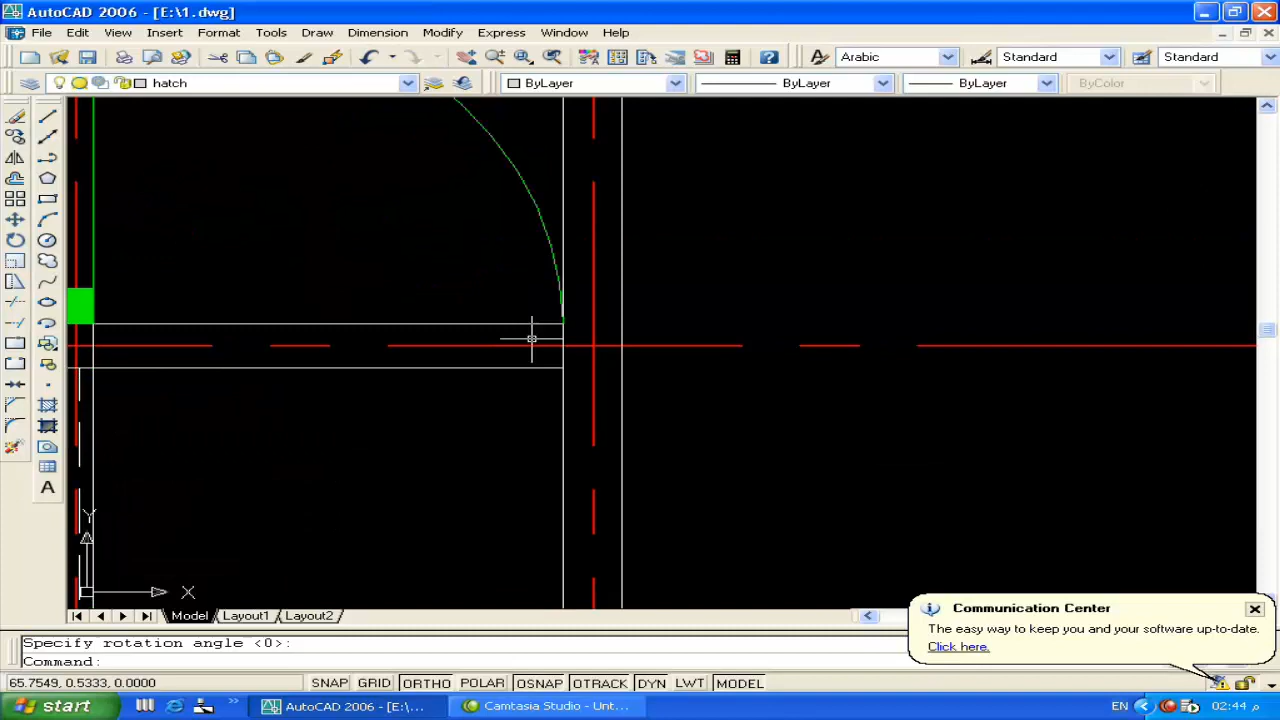 AutoCAD 2006 - [E:\1.dwg]
File Edit View Insert Format Tools Draw Dimension Modify Express Window Help
Arabic Standard Standard
hatch ByLayer ByLayer ByLayer ByColor
A
Y
X
Model Layout1 Layout2
Communication Center
The easy way to keep you and your software up-to-date.
Click here.
Specify rotation angle <0>:
Command:
65.7549, 0.5333, 0.0000 SNAP GRID ORTHO POLAR OSNAP OTRACK DYN LWT MODEL
start AutoCAD 2006 - [E:\... Camtasia Studio - Unt... EN 02:44 م